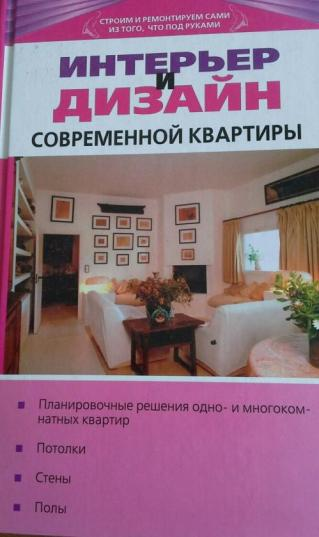 СТРОИМ И РЕМОНТИРУЕМ САМИ
ИЗ ТОГО, ЧТО ПОД РУКАМИ
ИНТЕРЬЕР
И
ДИЗАЙН
СОВРЕМЕННОЙ КВАРТИРЫ
Планировочные решения одно- и многоком-
натных квартир
Потолки
Стены
Полы